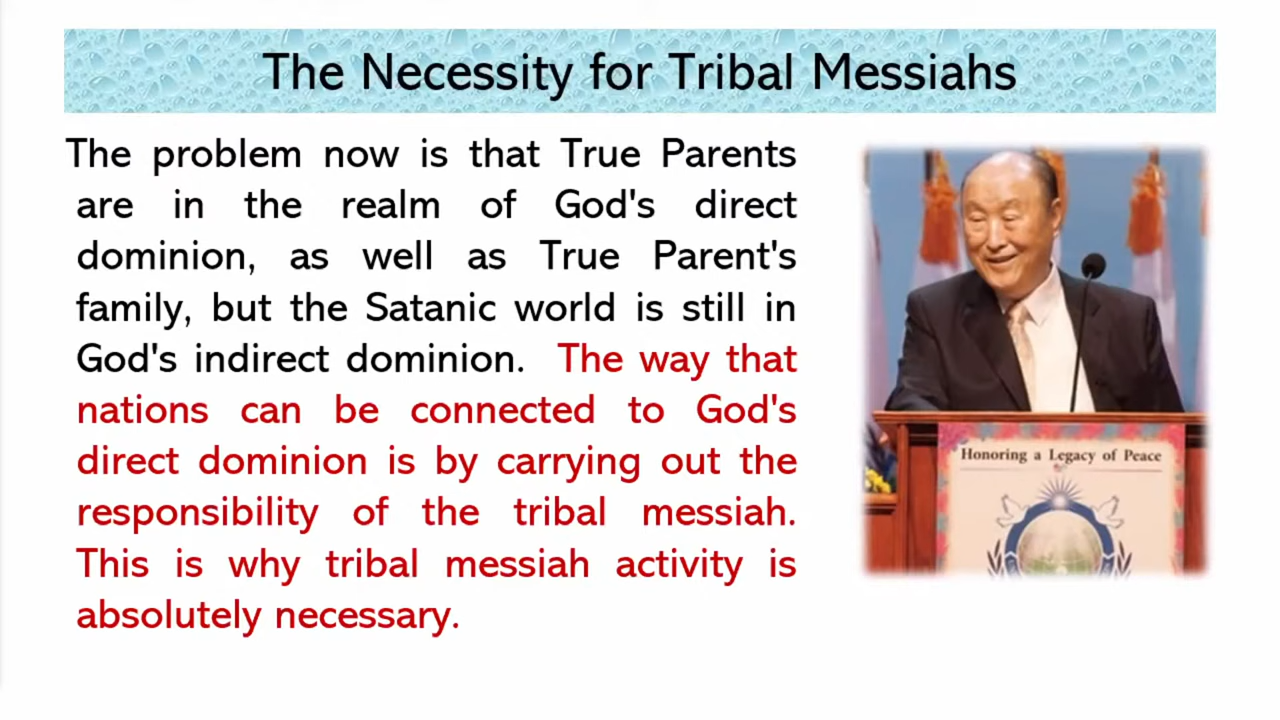 The Necessity for Tribal Messiahs
The problem now is that True Parents
are in the realm of God's direct
dominion, as well as True Parent's
family, but the Satanic world is still in
God's indirect dominion. The way that
nations can be connected to God's
direct dominion is by carrying out the
responsibility of the tribal messiah.
This is why tribal messiah activity is
absolutely necessary.
Honoring a Legacy of Peace